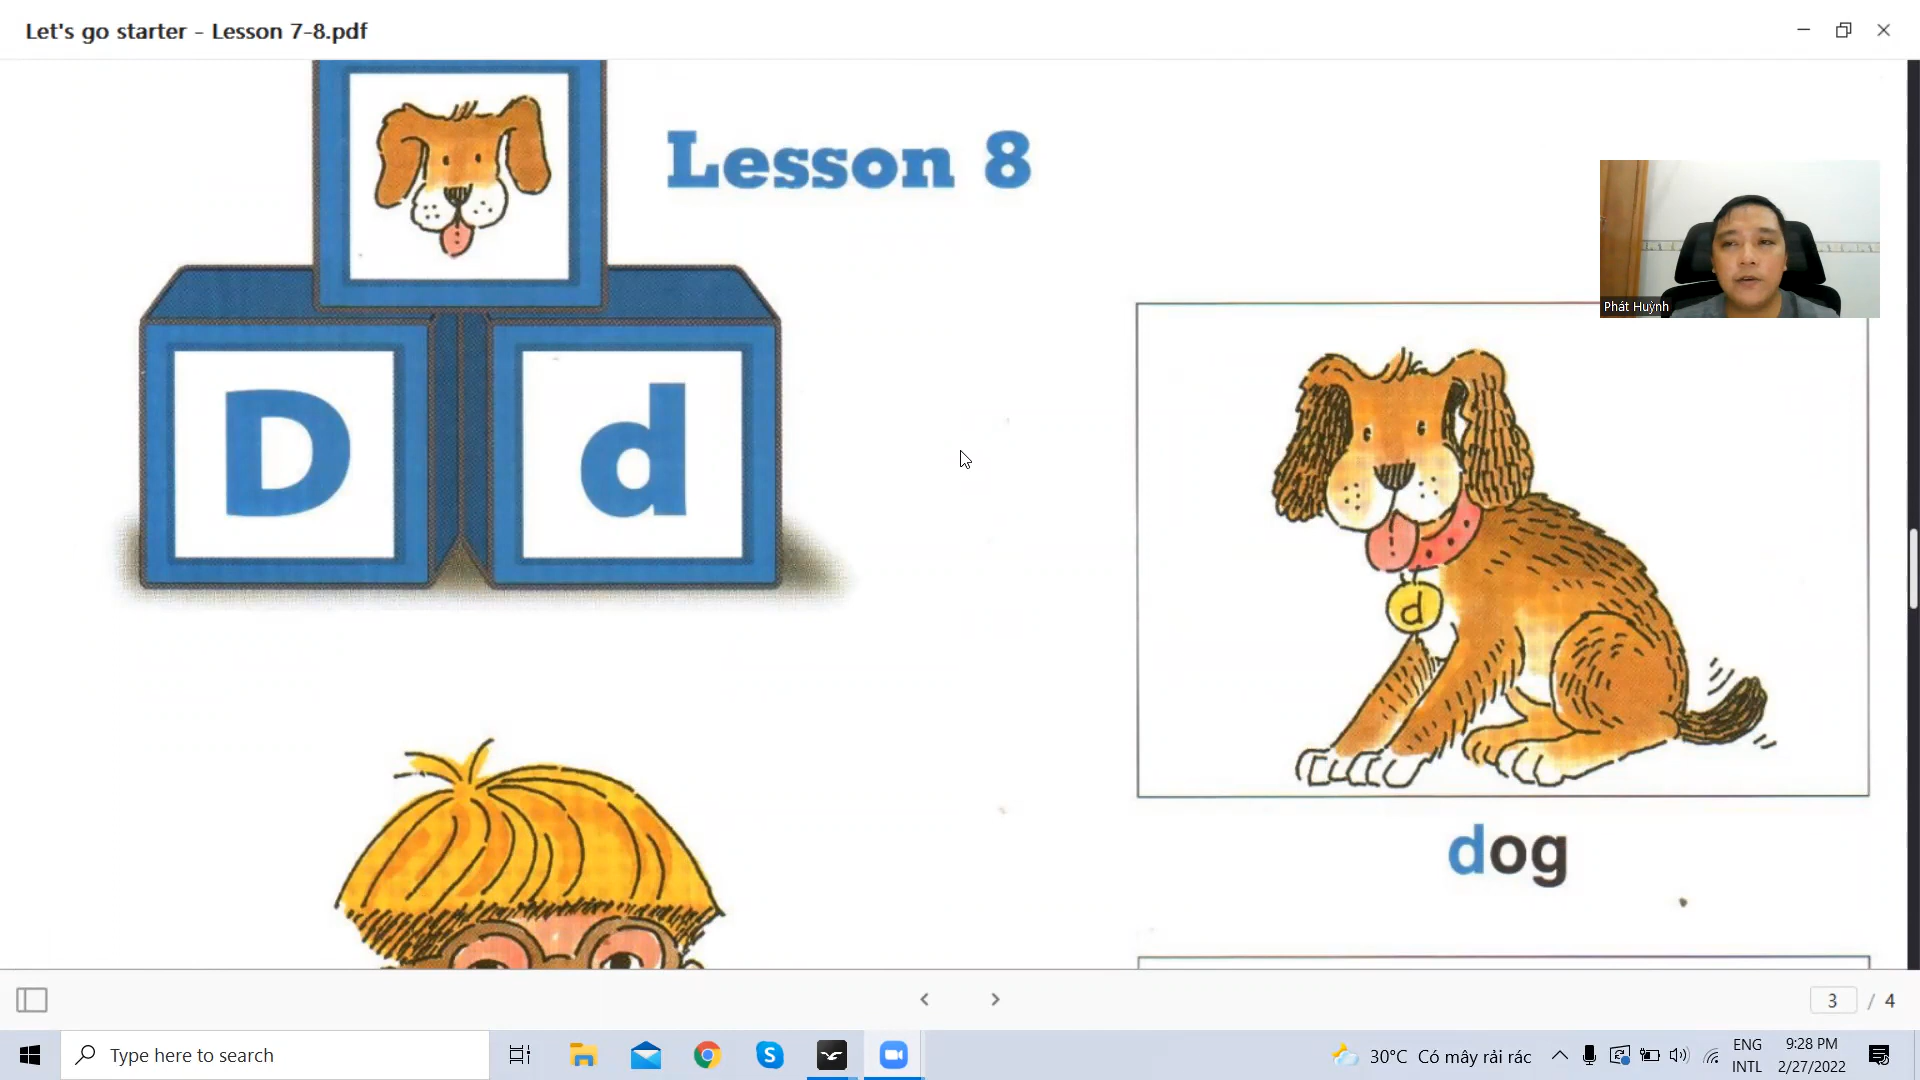 Let's go starter - Lesson 7-8.pdf
Lesson 8
Phát Huỳnh
D d
d
dog
3 / 4
Type here to search
30°C Có mây rải rác
ENG
INTL
9:28 PM
2/27/2022